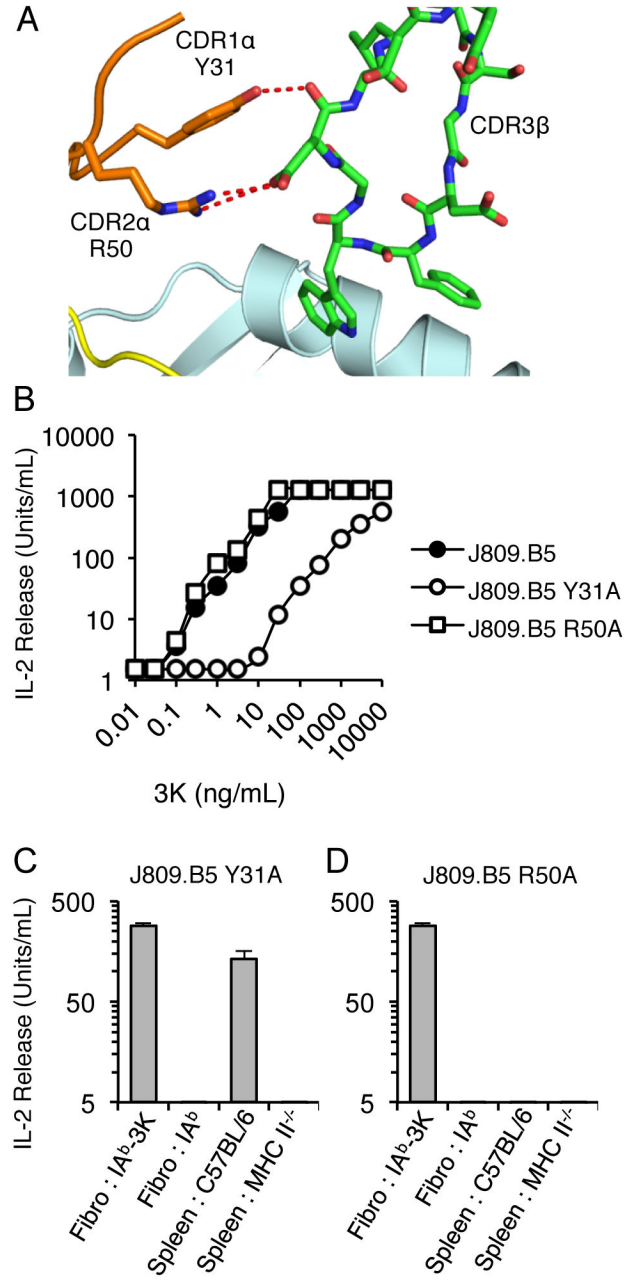 A
CDR1α
Y31
CDR3β
CDR2α
R50
B
IL-2 Release (Units/mL)
10000
1000
100
10
1
0.01
0.1
1
10
100
1000
10000
3K (ng/mL)
J809.B5
J809.B5 Y31A
J809.B5 R50A
C
J809.B5 Y31A
IL-2 Release (Units/mL)
500
50
5
Fibro : IAᵇ-3K
Fibro : IAᵇ
Spleen : C57BL/6
Spleen : MHC II⁻/⁻
D
J809.B5 R50A
500
50
5
Fibro : IAᵇ-3K
Fibro : IAᵇ
Spleen : C57BL/6
Spleen : MHC II⁻/⁻